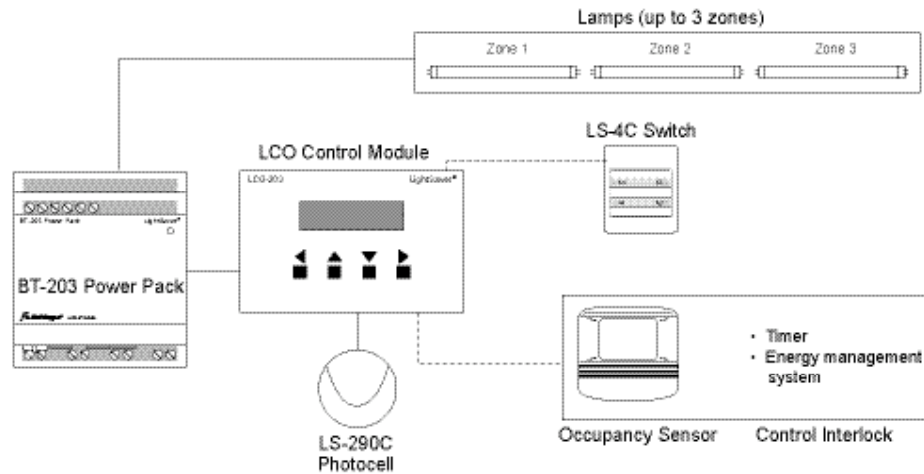 Lamps (up to 3 zones)
Zone 1
Zone 2
Zone 3
LS-4C Switch
LCO Control Module
LCO-203
LightSaver®
BT-203 Power Pack
LightSaver®
BT-203 Power Pack
LS-290C
Photocell
· Timer
· Energy management
system
Occupancy Sensor
Control Interlock